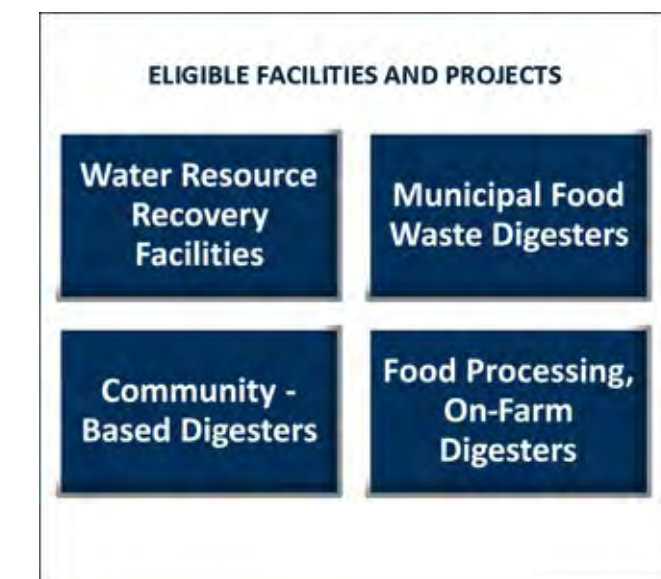 ELIGIBLE FACILITIES AND PROJECTS
Water Resource
Recovery
Facilities
Municipal Food
Waste Digesters
Community -
Based Digesters
Food Processing,
On-Farm
Digesters